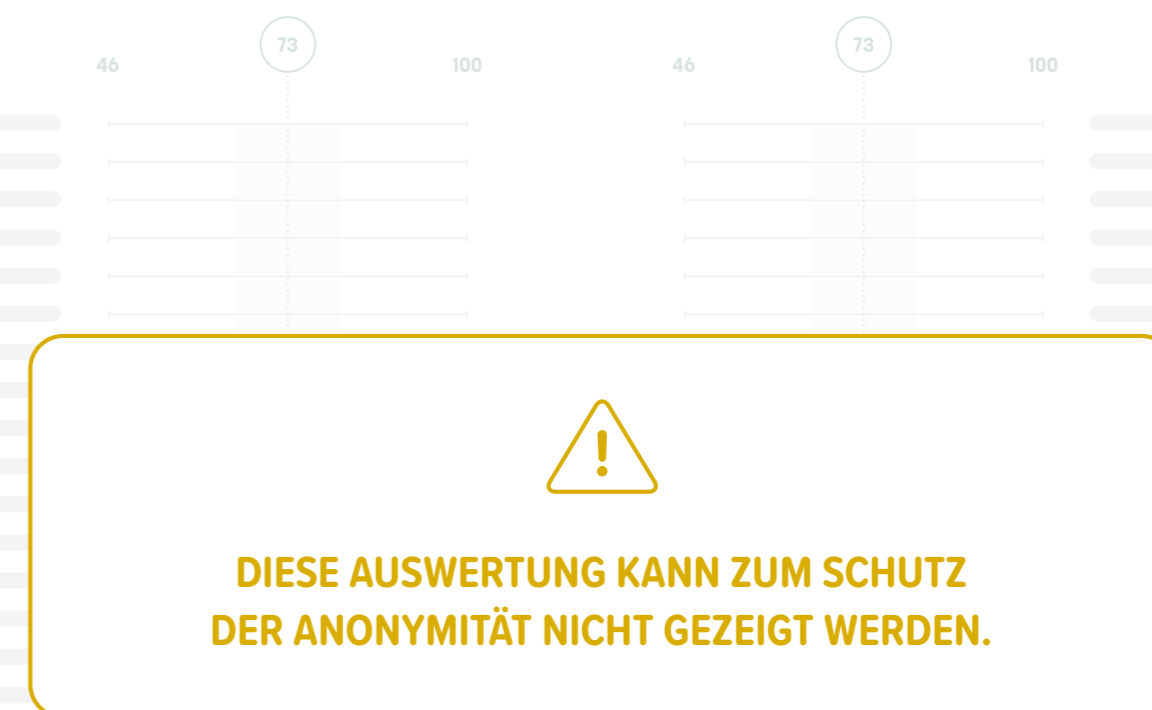 73 73
46 100 46 100
DIESE AUSWERTUNG KANN ZUM SCHUTZ
DER ANONYMITÄT NICHT GEZEIGT WERDEN.